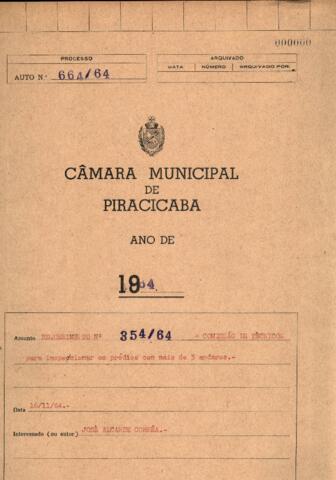 000000
PROCESSO
AUTO N.º 664/64
ARQUIVADO
DATA NÚMERO ARQUIVADO POR:
CÂMARA MUNICIPAL
DE
PIRACICABA
ANO DE
1964.
Assunto REQUERIMENTO Nº 354/64 - COMISSÃO DE TÉCNICOS
para inspecionar os prédios com mais de 3 andares.-
Data 16/11/64.-
Interessado (ou autor) JOSÉ ALCANDE CORRÊA.-